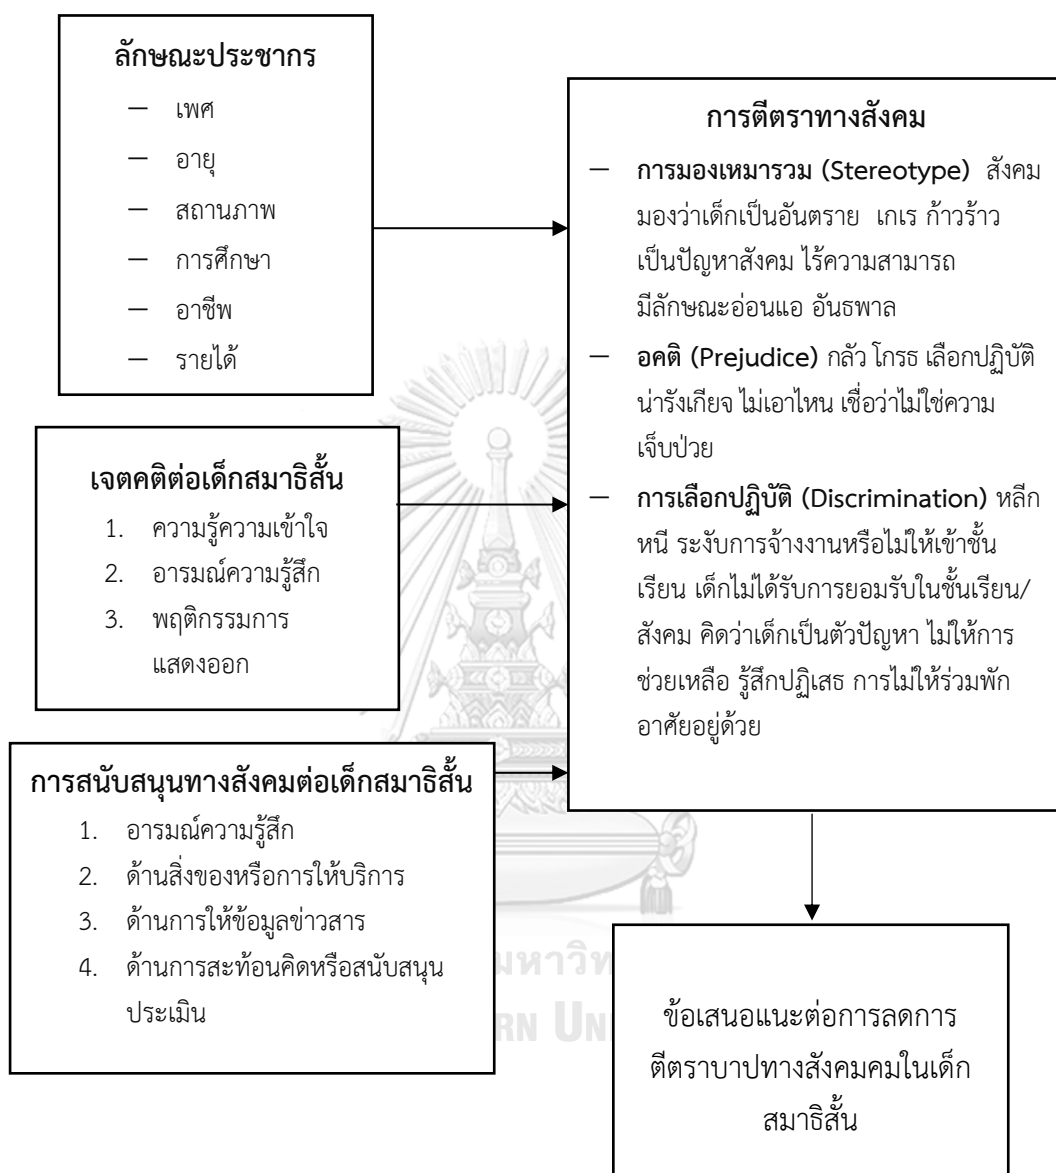 ลักษณะประชากร
— เพศ
— อายุ
— สถานภาพ
— การศึกษา
— อาชีพ
— รายได้
เจตคติต่อเด็กสมาธิสั้น
1. ความรู้ความเข้าใจ
2. อารมณ์ความรู้สึก
3. พฤติกรรมการ
แสดงออก
การสนับสนุนทางสังคมต่อเด็กสมาธิสั้น
1. อารมณ์ความรู้สึก
2. ด้านสิ่งของหรือการให้บริการ
3. ด้านการให้ข้อมูลข่าวสาร
4. ด้านการสะท้อนคิดหรือสนับสนุน
ประเมิน
การตีตราทางสังคม
— การมองเหมารวม (Stereotype) สังคม
มองว่าเด็กเป็นอันตราย เกเร ก้าวร้าว
เป็นปัญหาสังคม ไร้ความสามารถ
มีลักษณะอ่อนแอ อันธพาล
— อคติ (Prejudice) กลัว โกรธ เลือกปฏิบัติ
น่ารังเกียจ ไม่เอาไหน เชื่อว่าไม่ใช่ความ
เจ็บป่วย
— การเลือกปฏิบัติ (Discrimination) หลีก
หนี ระงับการจ้างงานหรือไม่ให้เข้าชั้น
เรียน เด็กไม่ได้รับการยอมรับในชั้นเรียน/
สังคม คิดว่าเด็กเป็นตัวปัญหา ไม่ให้การ
ช่วยเหลือ รู้สึกปฏิเสธ การไม่ให้ร่วมพัก
อาศัยอยู่ด้วย
ข้อเสนอแนะต่อการลดการ
ตีตราบาปทางสังคมคมในเด็ก
สมาธิสั้น